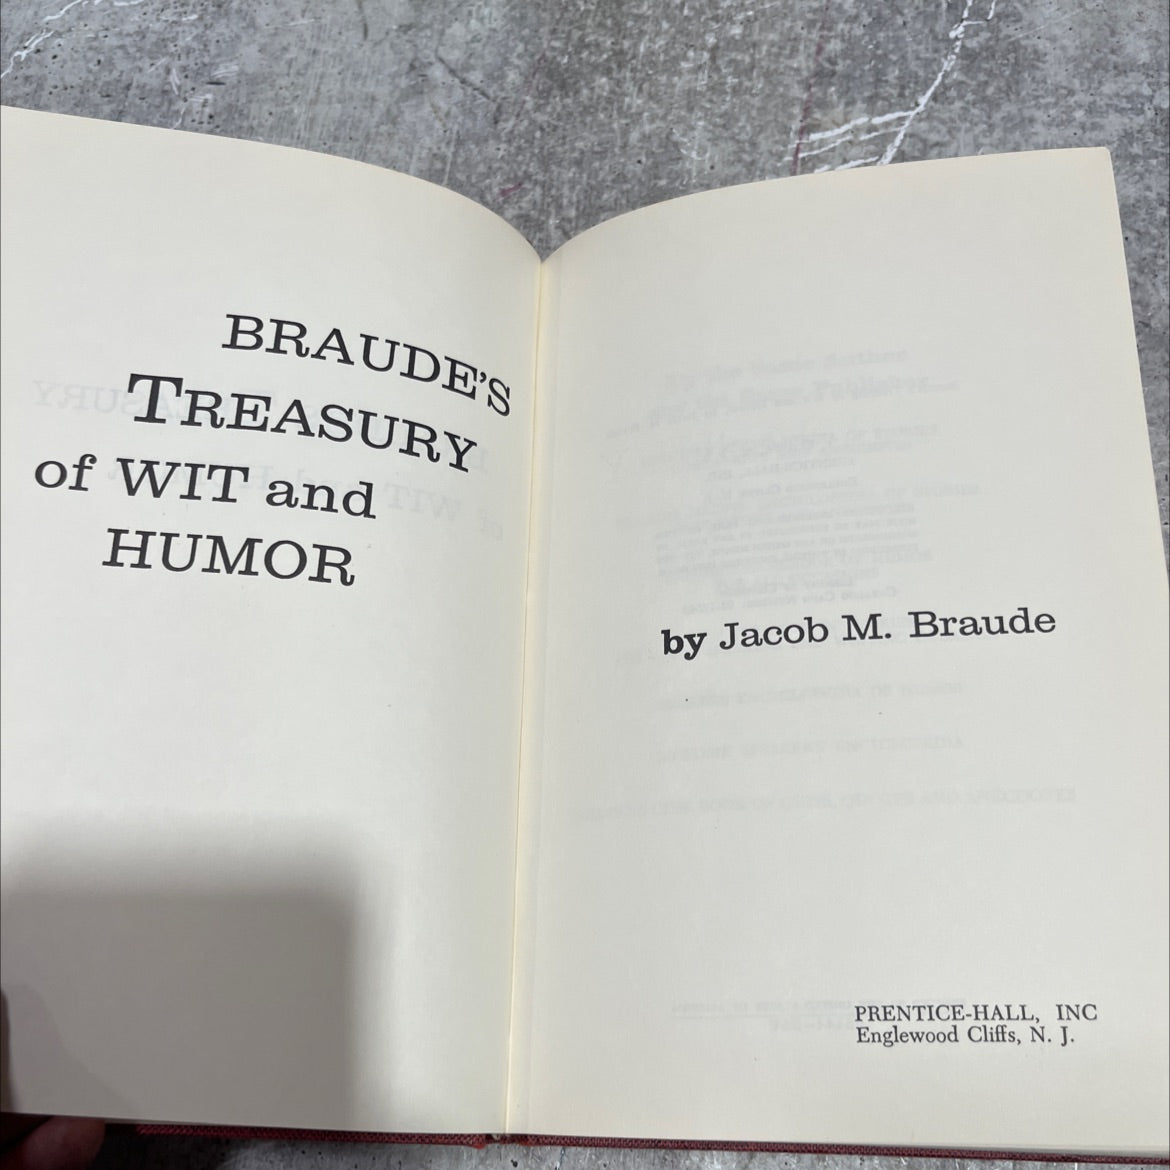 BRAUDE'S
TREASURY
of WIT and
HUMOR
by Jacob M. Braude
PRENTICE-HALL, INC
Englewood Cliffs, N. J.